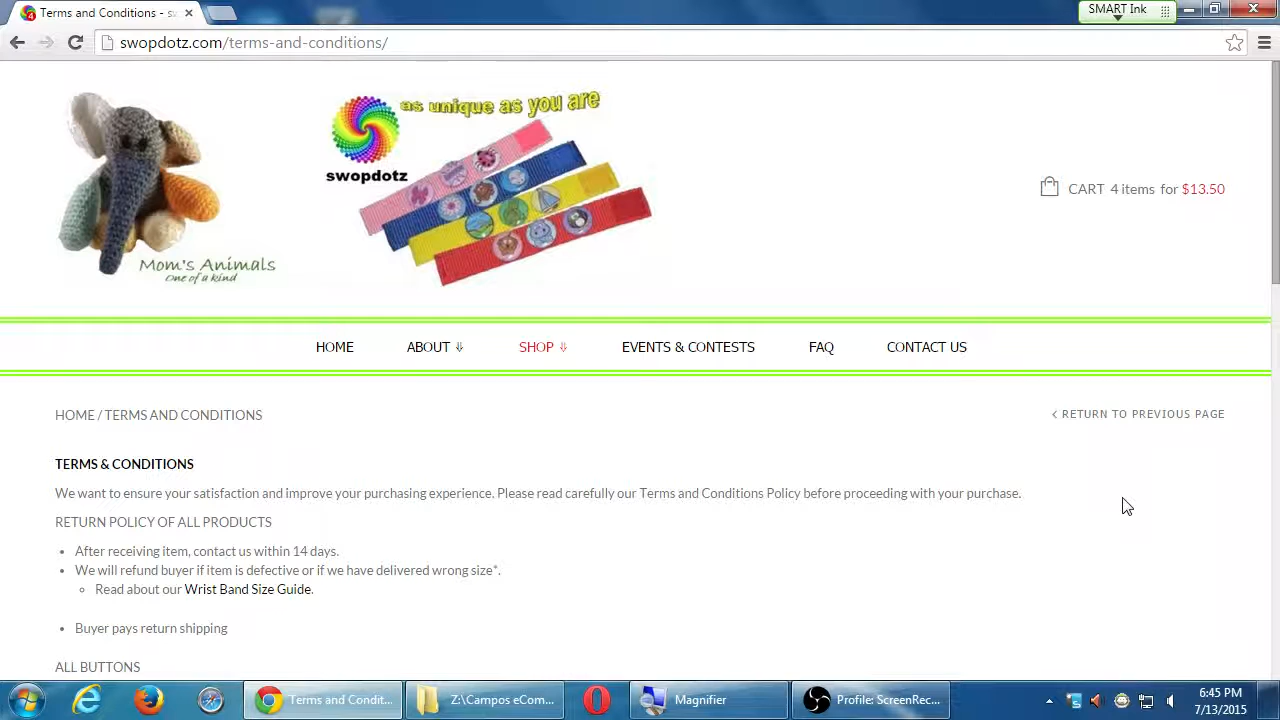 Terms and Conditions - sw
SMART Ink
swopdotz.com/terms-and-conditions/
as unique as you are
swopdotz
CART 4 items for $13.50
Mom's Animals
One of a kind
HOME
ABOUT ⇩
SHOP ⇩
EVENTS & CONTESTS
FAQ
CONTACT US
HOME / TERMS AND CONDITIONS
< RETURN TO PREVIOUS PAGE
TERMS & CONDITIONS
We want to ensure your satisfaction and improve your purchasing experience. Please read carefully our Terms and Conditions Policy before proceeding with your purchase.
RETURN POLICY OF ALL PRODUCTS
• After receiving item, contact us within 14 days.
• We will refund buyer if item is defective or if we have delivered wrong size*.
◦ Read about our Wrist Band Size Guide.
• Buyer pays return shipping
ALL BUTTONS
Terms and Condit...
Z:\Campos eCom...
Magnifier
Profile: ScreenRec...
6:45 PM
7/13/2015